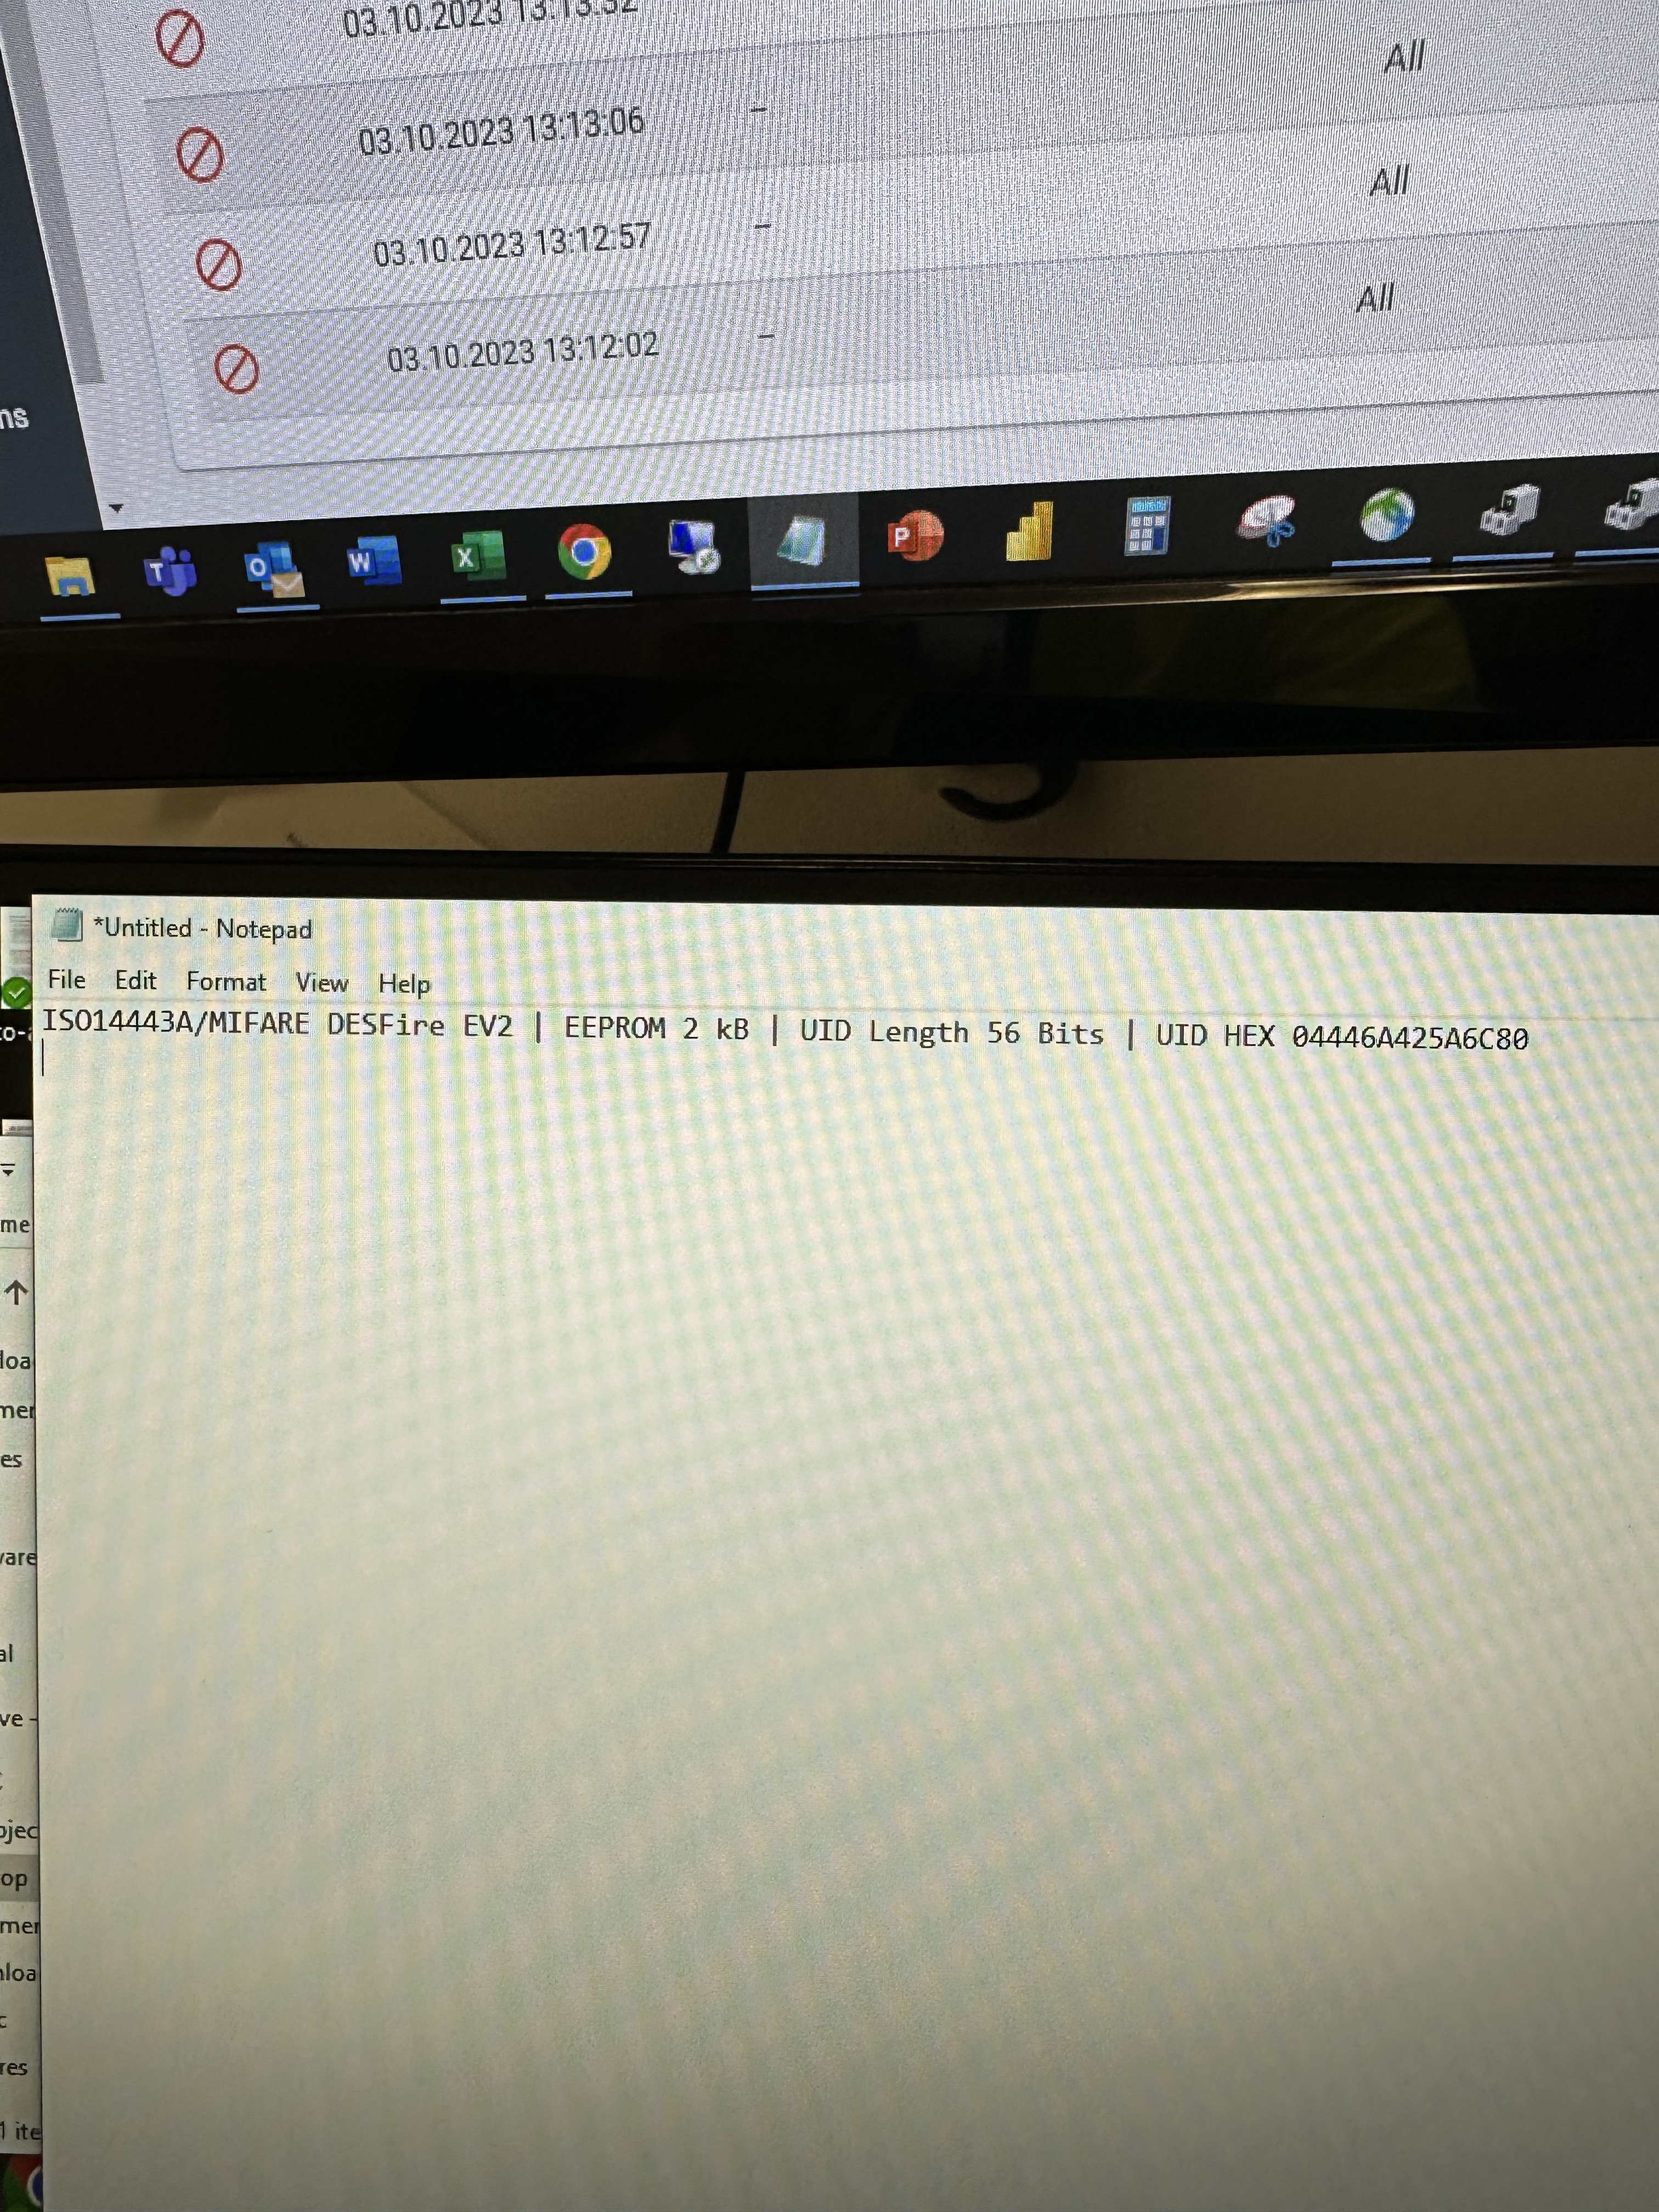 03.10.2023 13:13:32
All
03.10.2023 13:13:06 –
All
03.10.2023 13:12:57 –
All
03.10.2023 13:12:02 –
ns
*Untitled - Notepad
File Edit Format View Help
ISO14443A/MIFARE DESFire EV2 | EEPROM 2 kB | UID Length 56 Bits | UID HEX 04446A425A6C80
me
loa
mer
es
vare
al
ve -
ojec
op
mer
nloa
c
res
1 ite